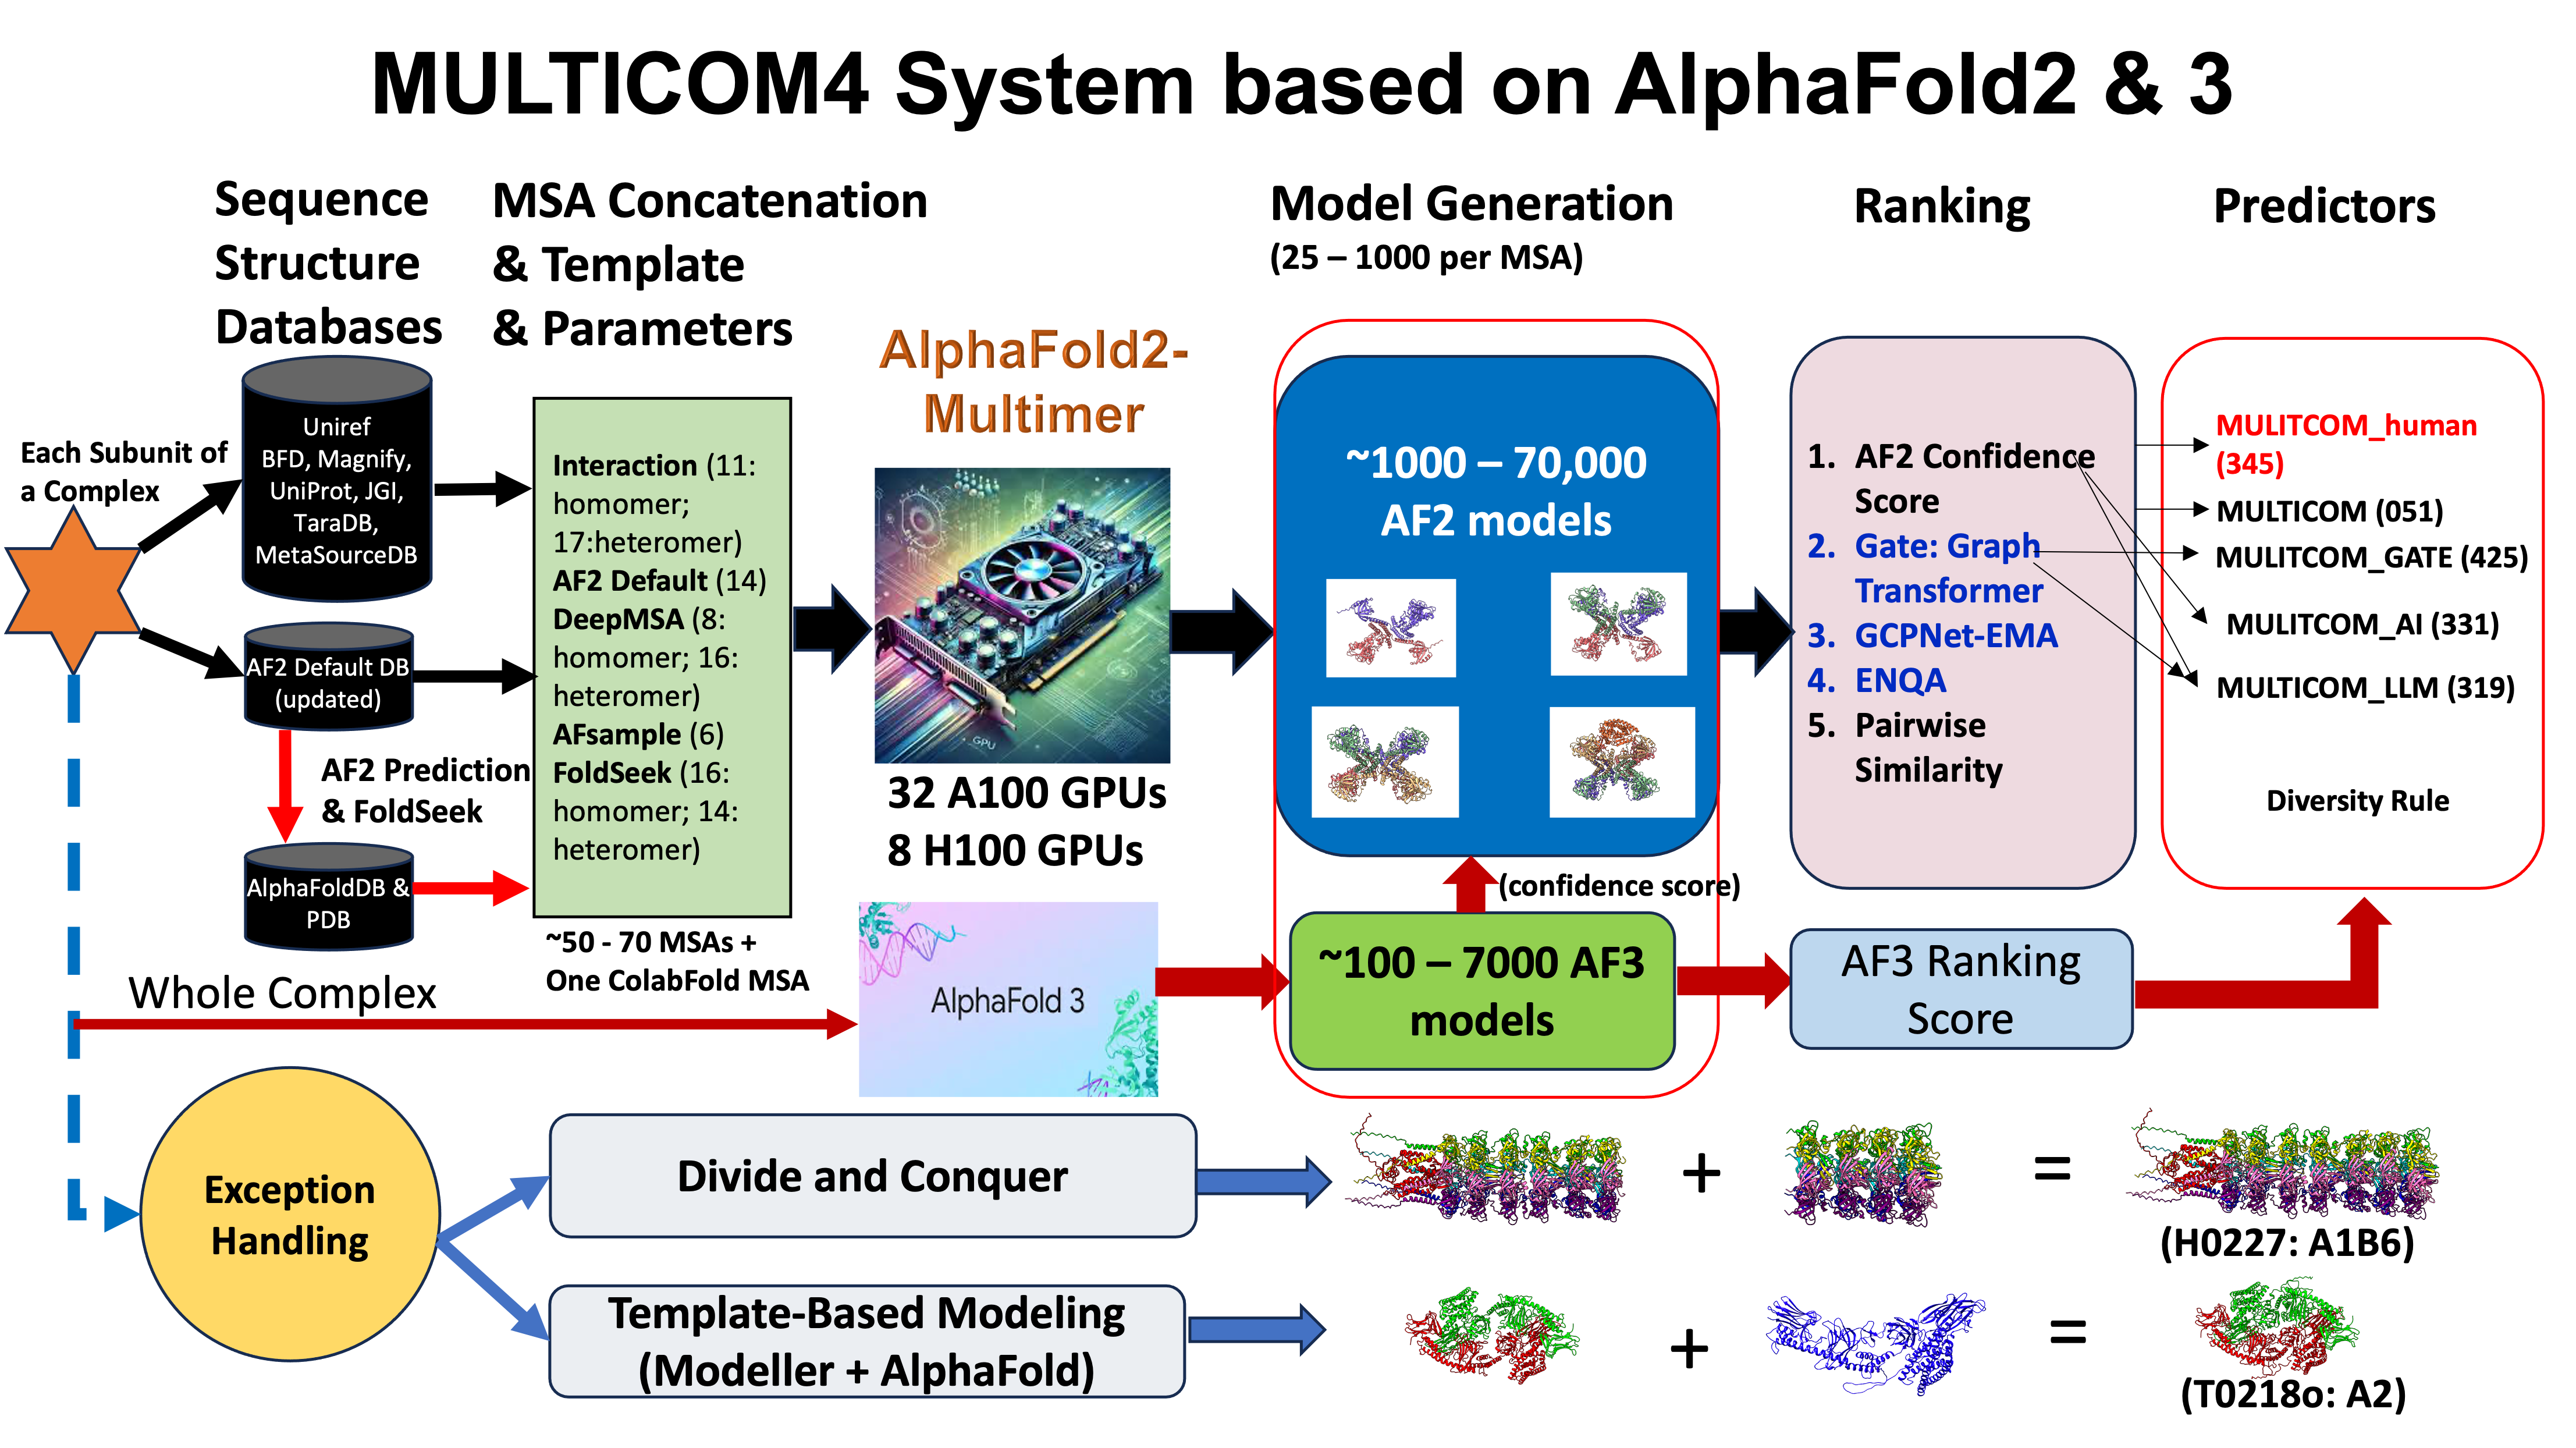 MULTICOM4 System based on AlphaFold2 & 3
Sequence
Structure
Databases
MSA Concatenation
& Template
& Parameters
Model Generation
(25 – 1000 per MSA)
Ranking
Predictors
Each Subunit of
a Complex
Uniref
BFD, Magnify,
UniProt, JGI,
TaraDB,
MetaSourceDB
AF2 Default DB
(updated)
AF2 Prediction
& FoldSeek
AlphaFoldDB &
PDB
Interaction (11:
homomer;
17:heteromer)
AF2 Default (14)
DeepMSA (8:
homomer; 16:
heteromer)
AFsample (6)
FoldSeek (16:
homomer; 14:
heteromer)
~50 - 70 MSAs +
One ColabFold MSA
AlphaFold2-
Multimer
GPU
32 A100 GPUs
8 H100 GPUs
~1000 – 70,000
AF2 models
(confidence score)
~100 – 7000 AF3
models
1. AF2 Confidence
Score
2. Gate: Graph
Transformer
3. GCPNet-EMA
4. ENQA
5. Pairwise
Similarity
MULITCOM_human
(345)
MULTICOM (051)
MULITCOM_GATE (425)
MULITCOM_AI (331)
MULTICOM_LLM (319)
Diversity Rule
Whole Complex
AlphaFold 3
AF3 Ranking
Score
Exception
Handling
Divide and Conquer
+
=
(H0227: A1B6)
Template-Based Modeling
(Modeller + AlphaFold)
+
=
(T0218o: A2)